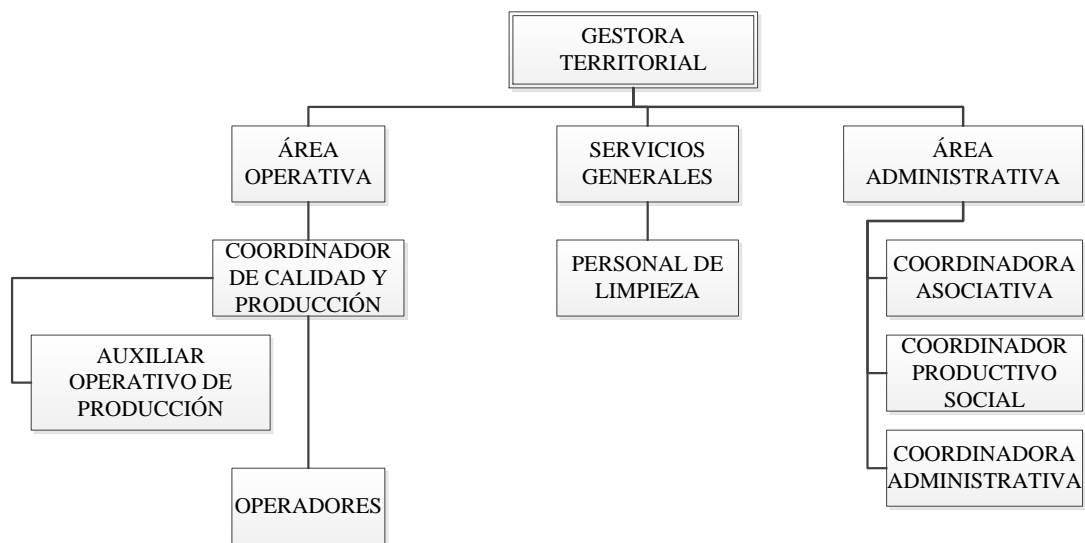 GESTORA
TERRITORIAL
ÁREA
OPERATIVA
SERVICIOS
GENERALES
ÁREA
ADMINISTRATIVA
COORDINADOR
DE CALIDAD Y
PRODUCCIÓN
PERSONAL DE
LIMPIEZA
COORDINADORA
ASOCIATIVA
AUXILIAR
OPERATIVO DE
PRODUCCIÓN
COORDINADOR
PRODUCTIVO
SOCIAL
COORDINADORA
ADMINISTRATIVA
OPERADORES